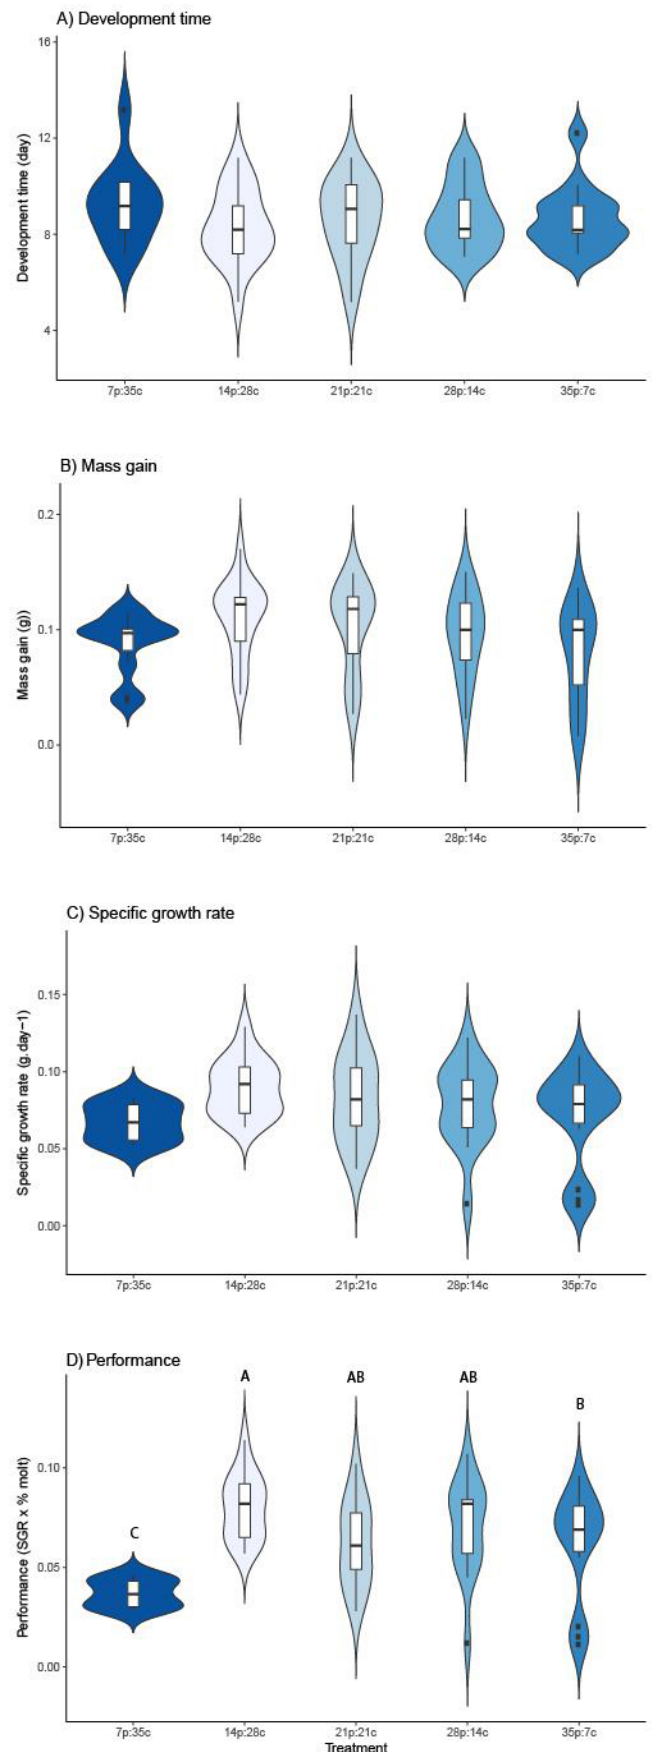 A) Development time
16
12
8
4
Development time (day)
7p:35c 14p:28c 21p:21c 28p:14c 35p:7c
B) Mass gain
0.2
0.1
0.0
Mass gain (g))
7p:35c 14p:28c 21p:21c 28p:14c 35p:7c
C) Specific growth rate
0.15
0.10
0.05
0.00
Specific growth rate (g.day−1)
7p:35c 14p:28c 21p:21c 28p:14c 35p:7c
D) Performance
A AB AB B
C
0.10
0.05
0.00
Performance (SGR x % molt)
7p:35c 14p:28c 21p:21c 28p:14c 35p:7c
Treatment